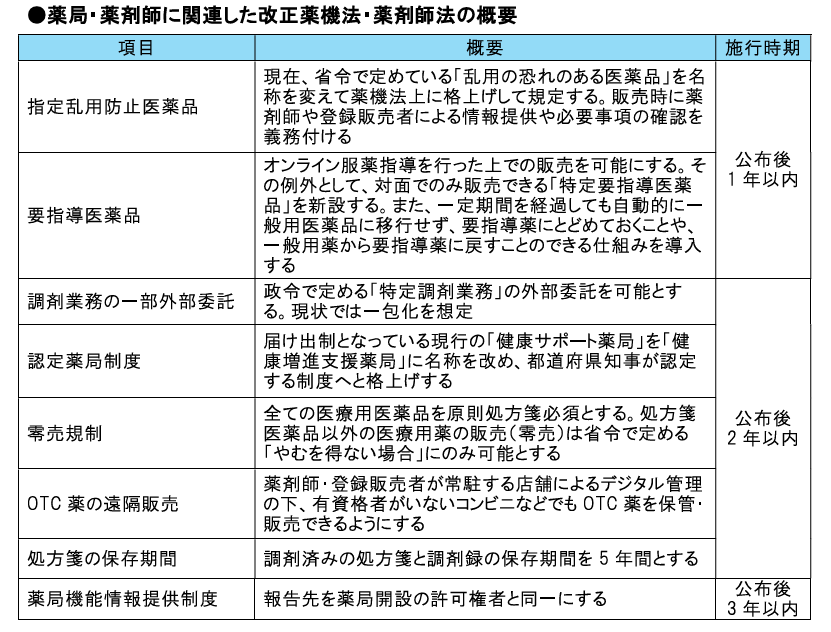 ●薬局・薬剤師に関連した改正薬機法・薬剤師法の概要
項目 概要 施行時期
指定乱用防止医薬品
現在、省令で定めている「乱用の恐れのある医薬品」を名
称を変えて薬機法上に格上げして規定する。販売時に薬
剤師や登録販売者による情報提供や必要事項の確認を
義務付ける
公布後
1年以内
要指導医薬品
オンライン服薬指導を行った上での販売を可能にする。そ
の例外として、対面でのみ販売できる「特定要指導医薬
品」を新設する。また、一定期間を経過しても自動的に一
般用医薬品に移行せず、要指導薬にとどめておくことや、
一般用薬から要指導薬に戻すことのできる仕組みを導入
する
調剤業務の一部外部委託
政令で定める「特定調剤業務」の外部委託を可能とす
る。現状では一包化を想定
公布後
2年以内
認定薬局制度
届け出制となっている現行の「健康サポート薬局」を「健
康増進支援薬局」に名称を改め、都道府県知事が認定
する制度へと格上げする
零売規制
全ての医療用医薬品を原則処方箋必須とする。処方箋
医薬品以外の医療用薬の販売(零売)は省令で定める
「やむを得ない場合」にのみ可能とする
OTC薬の遠隔販売
薬剤師・登録販売者が常駐する店舗によるデジタル管理
の下、有資格者がいないコンビニなどでもOTC薬を保管・
販売できるようにする
処方箋の保存期間
調剤済みの処方箋と調剤録の保存期間を5年間とする
薬局機能情報提供制度
報告先を薬局開設の許可権者と同一にする
公布後
3年以内